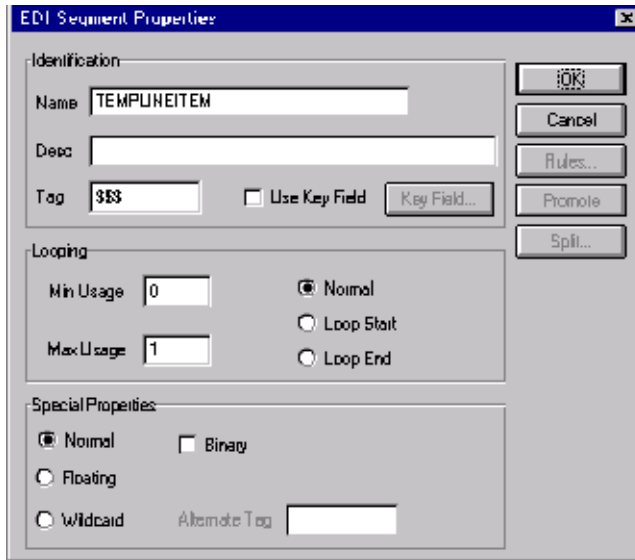 EDI Segment Properties
Identification
Name TEMPLINEITEM
Desc
Tag $$$ Use Key Field Key Field...
Looping
Min Usage 0 Normal
Loop Start
Max Usage 1 Loop End
Special Properties
Normal Binary
Floating
Wildcard Alternate Tag
OK
Cancel
Rules...
Promote
Split...